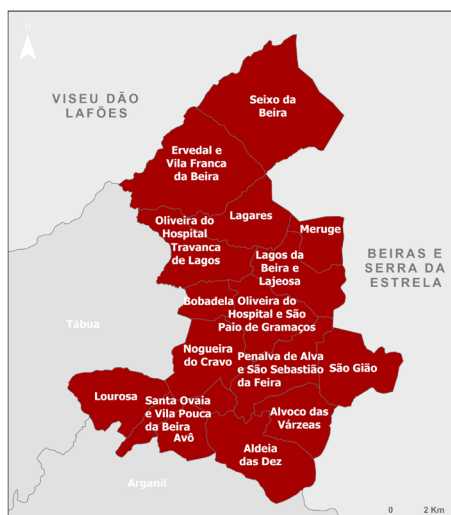 N
VISEU DÃO
LAFÕES
Seixo da
Beira
Ervedal e
Vila Franca
da Beira
Lagares
Oliveira do
Hospital
Travanca
de Lagos
Meruge
Lagos da
Beira e
Lajeosa
BEIRAS E
SERRA DA
ESTRELA
Bobadela
Oliveira do
Hospital e São
Paio de Gramaços
Tábua
Nogueira
do Cravo
Penalva de Alva
e São Sebastião
da Feira
São Gião
Lourosa
Santa Ovaia
e Vila Pouca
da Beira
Alvoco das
Várzeas
Avô
Aldeia
das Dez
Arganil
0 2 Km